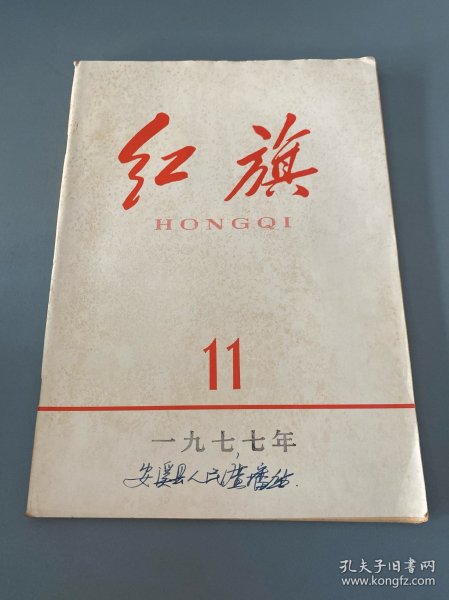 红旗
HONGQI
11
一九七七年
安溪县人民广播站.
孔夫子旧书网
www.kongfz.com